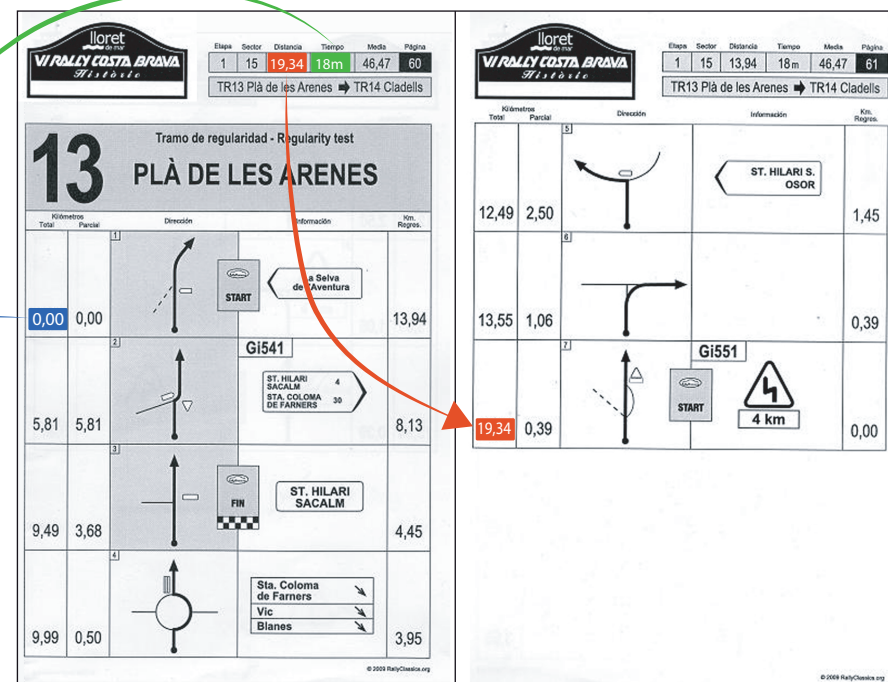 lloret
de mar
VI RALLY COSTA BRAVA
Històric
Etapa Sector Distancia Tiempo Media Página
1 15 19,34 18m 46,47 60
TR13 Plà de les Arenes ➡ TR14 Cladells
13
Tramo de regularidad - Regularity test
PLÀ DE LES ARENES
Kilómetros
Total Parcial Dirección Información Km. Regres.
1
START
La Selva
de l'Aventura
0,00 0,00 13,94
2
Gi541
ST. HILARI SACALM 4
STA. COLOMA DE FARNERS 30
5,81 5,81 8,13
3
FIN
ST. HILARI
SACALM
9,49 3,68 4,45
4
Sta. Coloma
de Farners
Vic
Blanes
9,99 0,50 3,95
© 2009 RallyClassics.org
lloret
de mar
VI RALLY COSTA BRAVA
Històric
Etapa Sector Distancia Tiempo Media Página
1 15 13,94 18m 46,47 61
TR13 Plà de les Arenes ➡ TR14 Cladells
Kilómetros
Total Parcial Dirección Información Km. Regres.
5
ST. HILARI S.
OSOR
12,49 2,50 1,45
6
13,55 1,06 0,39
7
Gi551
START
4 km
19,34 0,39 0,00
© 2009 RallyClassics.org